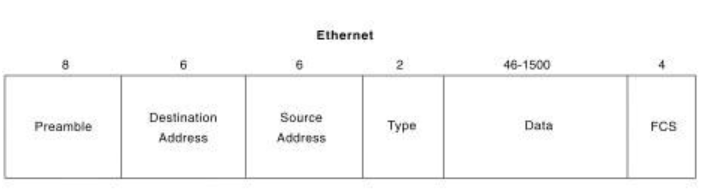 Ethernet
8 6 6 2 46-1500 4
Preamble Destination Address Source Address Type Data FCS